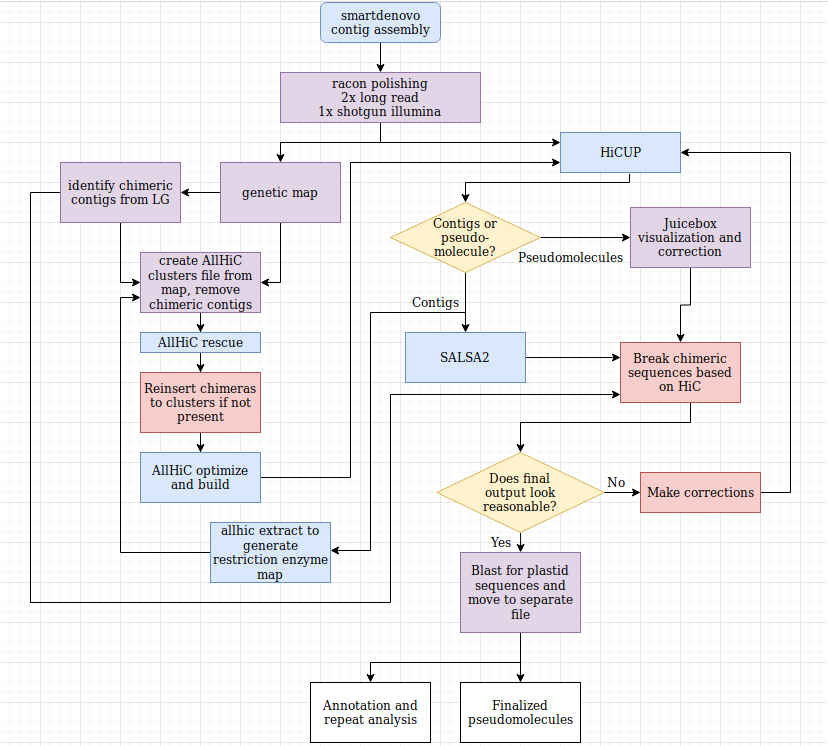 smartdenovo
contig assembly
racon polishing
2x long read
1x shotgun illumina
HiCUP
identify chimeric
contigs from LG
genetic map
Contigs or
pseudo-
molecule?
Juicebox
visualization and
correction
Pseudomolecules
create AllHiC
clusters file from
map, remove
chimeric contigs
Contigs
AllHiC rescue
SALSA2
Break chimeric
sequences based
on HiC
Reinsert chimeras
to clusters if not
present
AllHiC optimize
and build
Does final
output look
reasonable?
No
Make corrections
allhic extract to
generate
restriction enzyme
map
Yes
Blast for plastid
sequences and
move to separate
file
Annotation and
repeat analysis
Finalized
pseudomolecules